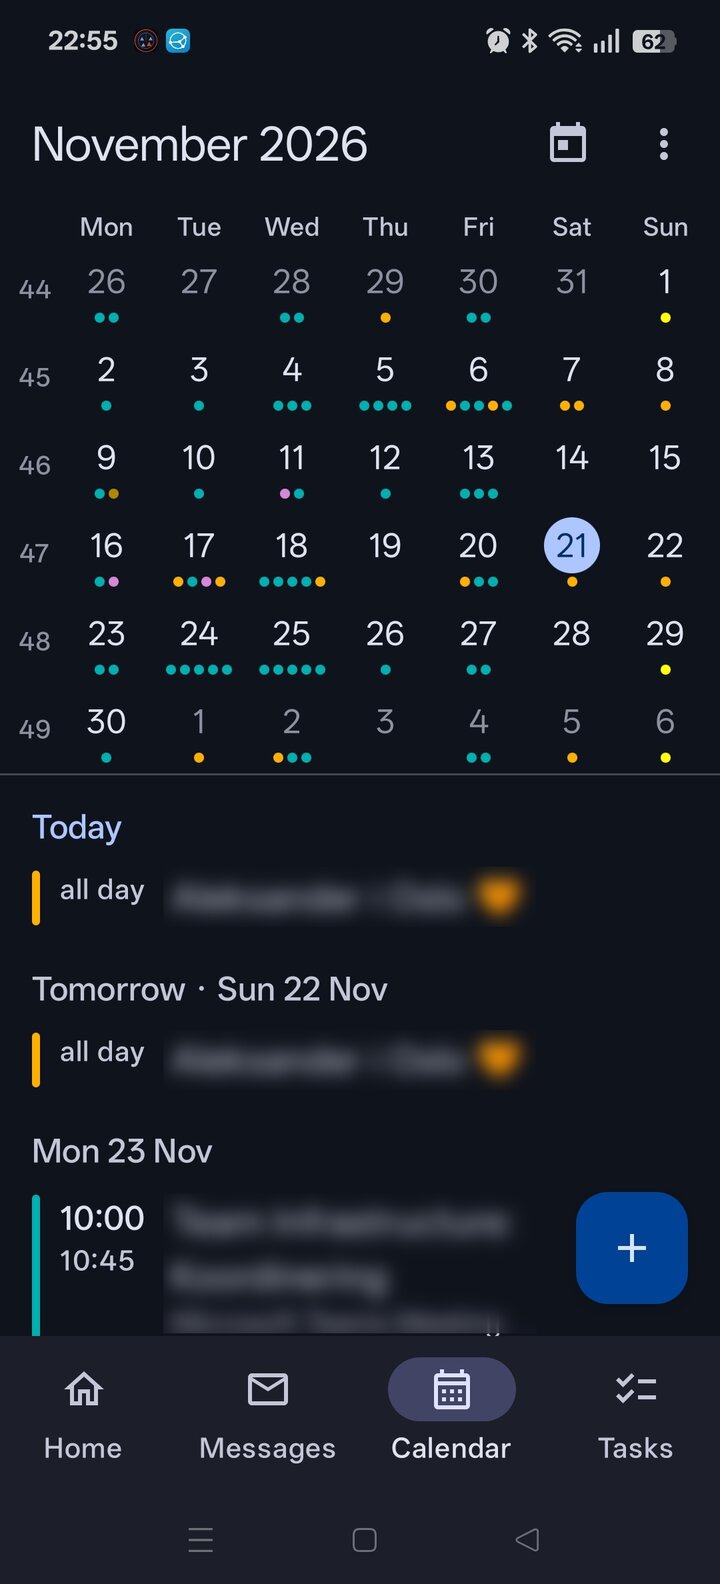 22:55 62
November 2026
Mon Tue Wed Thu Fri Sat Sun
44 26 27 28 29 30 31 1
45 2 3 4 5 6 7 8
46 9 10 11 12 13 14 15
47 16 17 18 19 20 21 22
48 23 24 25 26 27 28 29
49 30 1 2 3 4 5 6
Today
all day
Tomorrow · Sun 22 Nov
all day
Mon 23 Nov
10:00
10:45
Home Messages Calendar Tasks